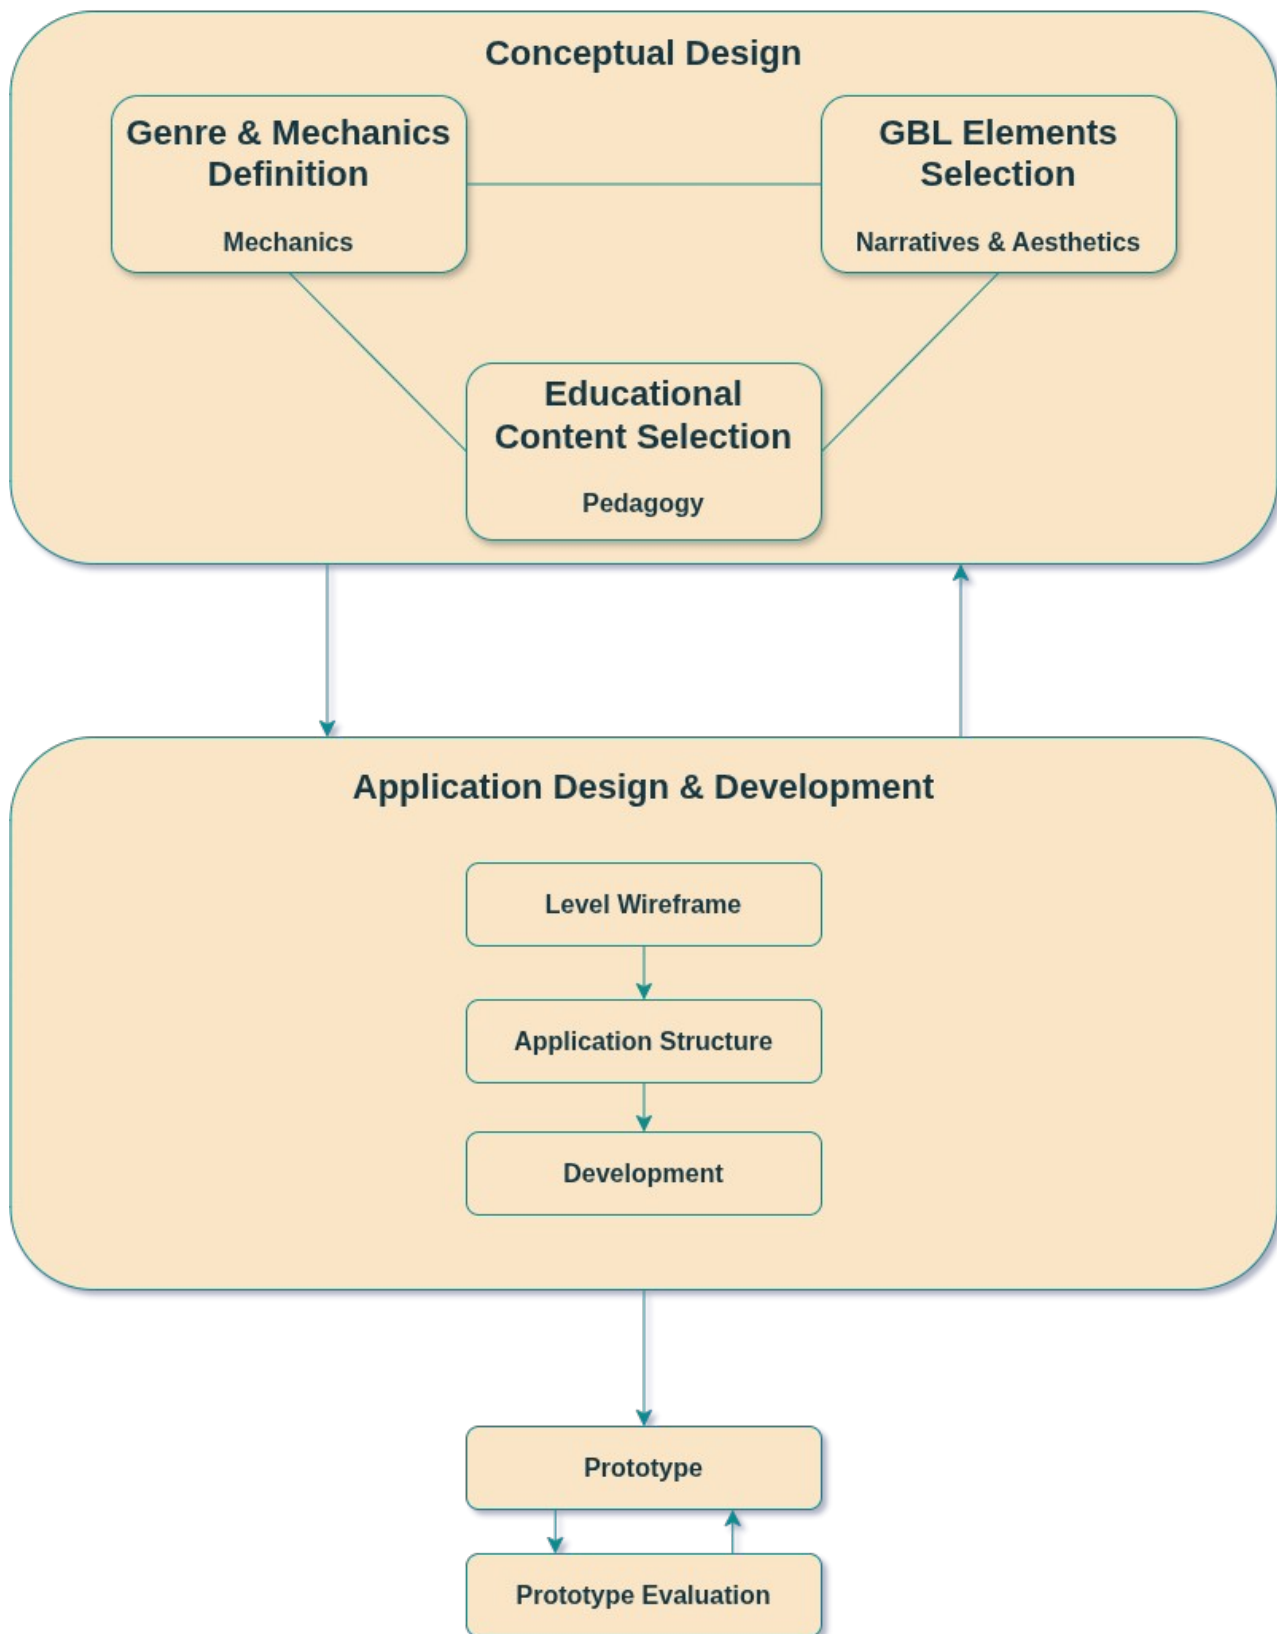 Conceptual Design
Genre & Mechanics
Definition
Mechanics
GBL Elements
Selection
Narratives & Aesthetics
Educational
Content Selection
Pedagogy
Application Design & Development
Level Wireframe
Application Structure
Development
Prototype
Prototype Evaluation